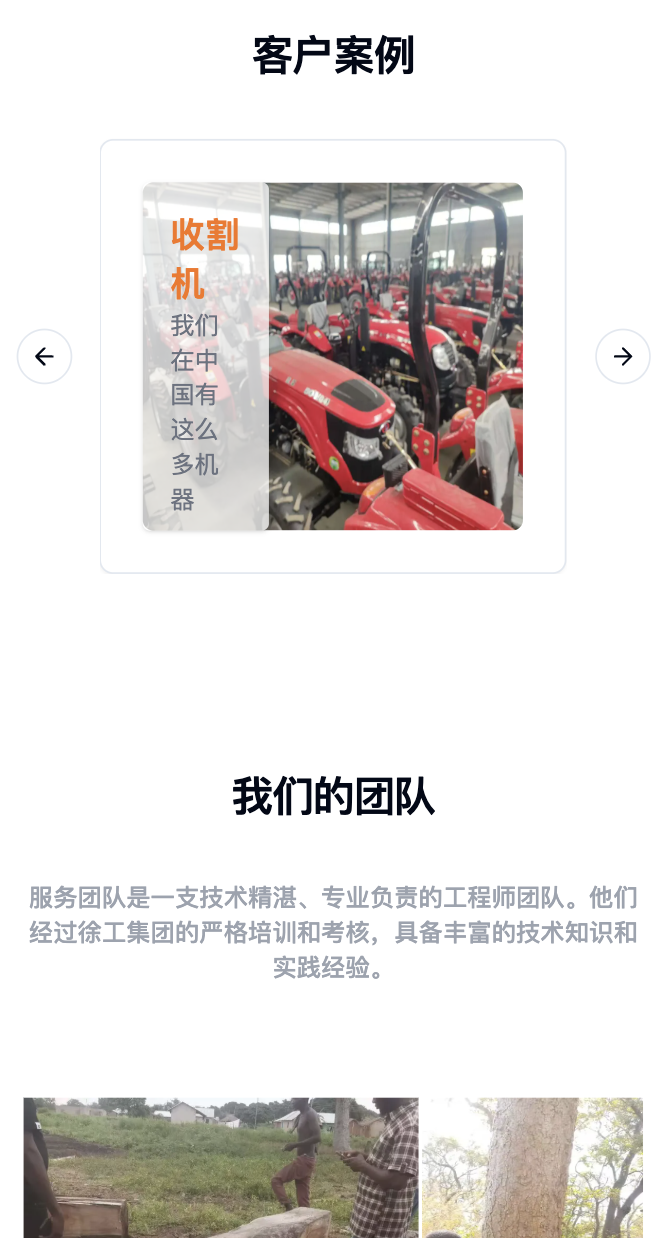 客户案例
收割
机
我们
在中
国有
这么
多机
器
我们的团队
服务团队是一支技术精湛、专业负责的工程师团队。他们
经过徐工集团的严格培训和考核，具备丰富的技术知识和
实践经验。